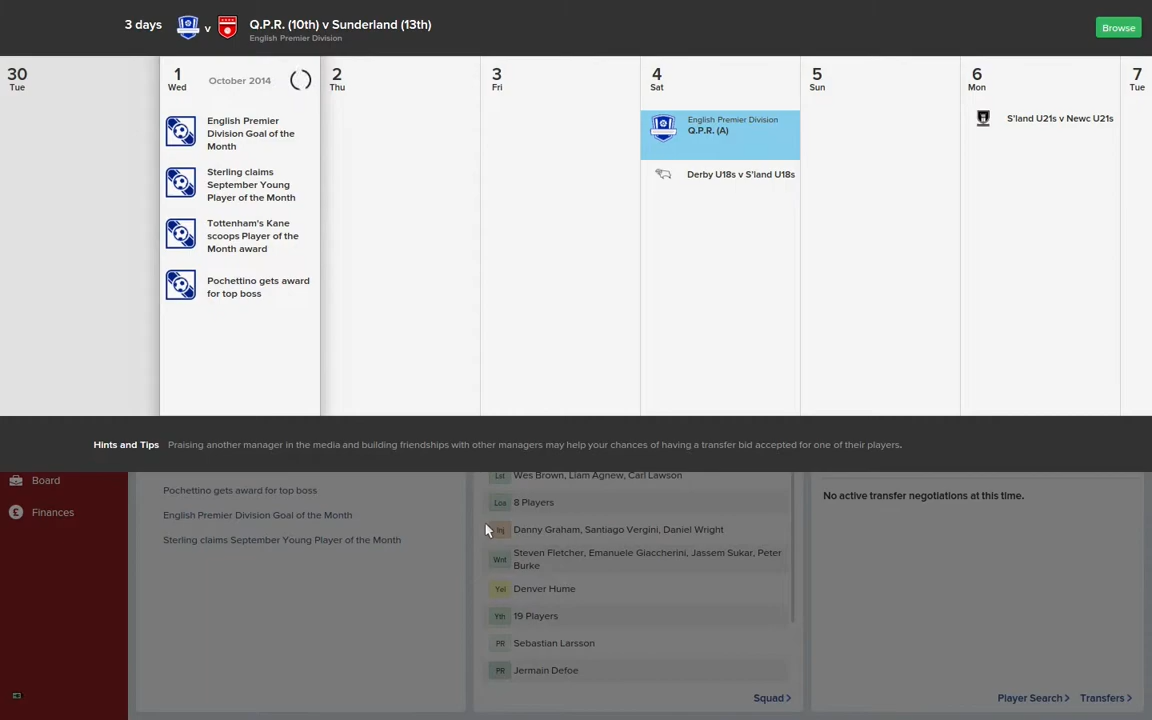 3 days
v
Q.P.R. (10th) v Sunderland (13th)
English Premier Division
Browse
30
Tue
1
Wed
October 2014
2
Thu
3
Fri
4
Sat
5
Sun
6
Mon
7
Tue
English Premier
Division Goal of the
Month
Sterling claims
September Young
Player of the Month
Tottenham's Kane
scoops Player of the
Month award
Pochettino gets award
for top boss
English Premier Division
Q.P.R. (A)
Derby U18s v S'land U18s
S'land U21s v Newc U21s
Hints and Tips Praising another manager in the media and building friendships with other managers may help your chances of having a transfer bid accepted for one of their players.
Board
Finances
Pochettino gets award for top boss
English Premier Division Goal of the Month
Sterling claims September Young Player of the Month
Lst Wes Brown, Liam Agnew, Carl Lawson
Loa 8 Players
Inj Danny Graham, Santiago Vergini, Daniel Wright
Wnt Steven Fletcher, Emanuele Giaccherini, Jassem Sukar, Peter
Burke
Yel Denver Hume
Yth 19 Players
PR Sebastian Larsson
PR Jermain Defoe
Squad >
No active transfer negotiations at this time.
Player Search > Transfers >